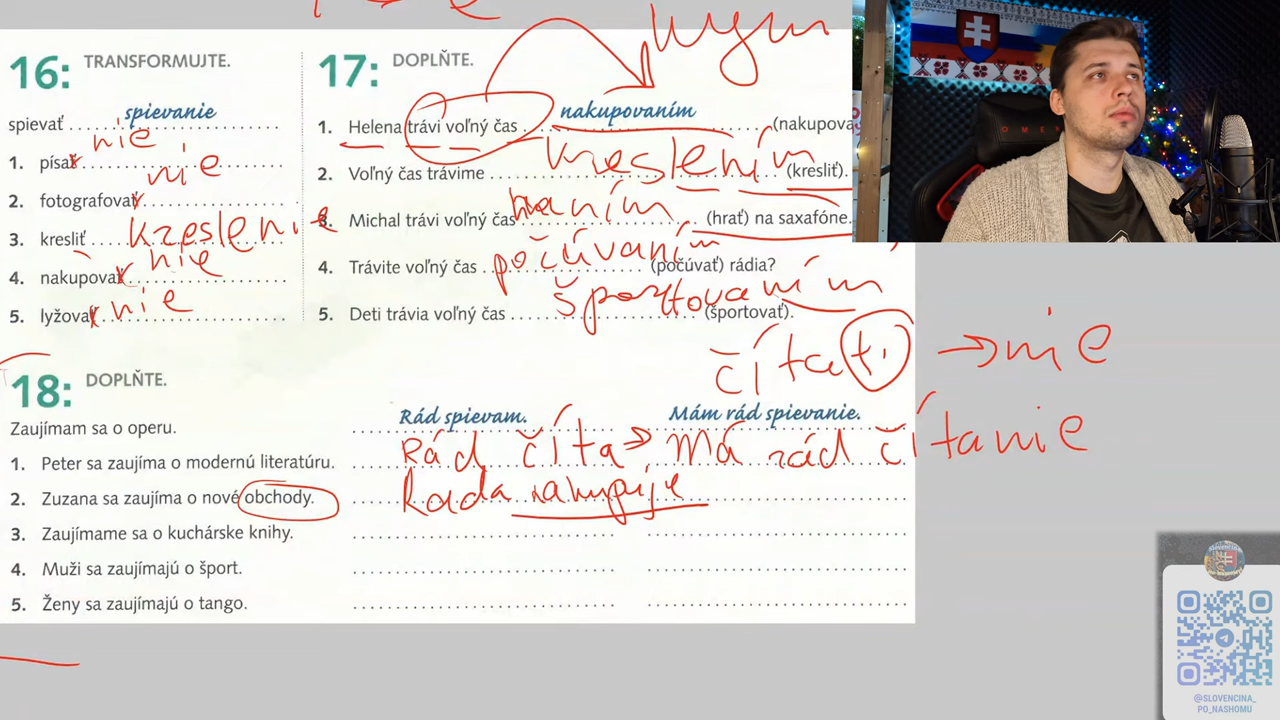 16: TRANSFORMUJTE.
spievať spievanie
1. písať nie
2. fotografovať nie
3. kresliť kreslenie
4. nakupovať nie
5. lyžovať nie
17: DOPLŇTE.
1. Helena trávi voľný čas nakupovaním (nakupova
2. Voľný čas trávime kreslením (kresliť).
3. Michal trávi voľný čas hraním (hrať) na saxafóne.
4. Trávite voľný čas počúvaním (počúvať) rádia?
5. Deti trávia voľný čas športovaním (športovať).
čítať → nie
18: DOPLŇTE.
Zaujímam sa o operu. Rád spievam. Mám rád spievanie.
1. Peter sa zaujíma o modernú literatúru. Rád číta → Má rád čítanie
2. Zuzana sa zaujíma o nové obchody. Rada nakupuje
3. Zaujímame sa o kuchárske knihy.
4. Muži sa zaujímajú o šport.
5. Ženy sa zaujímajú o tango.
OMEN
@SLOVENCINA_
PO_NASHOMU